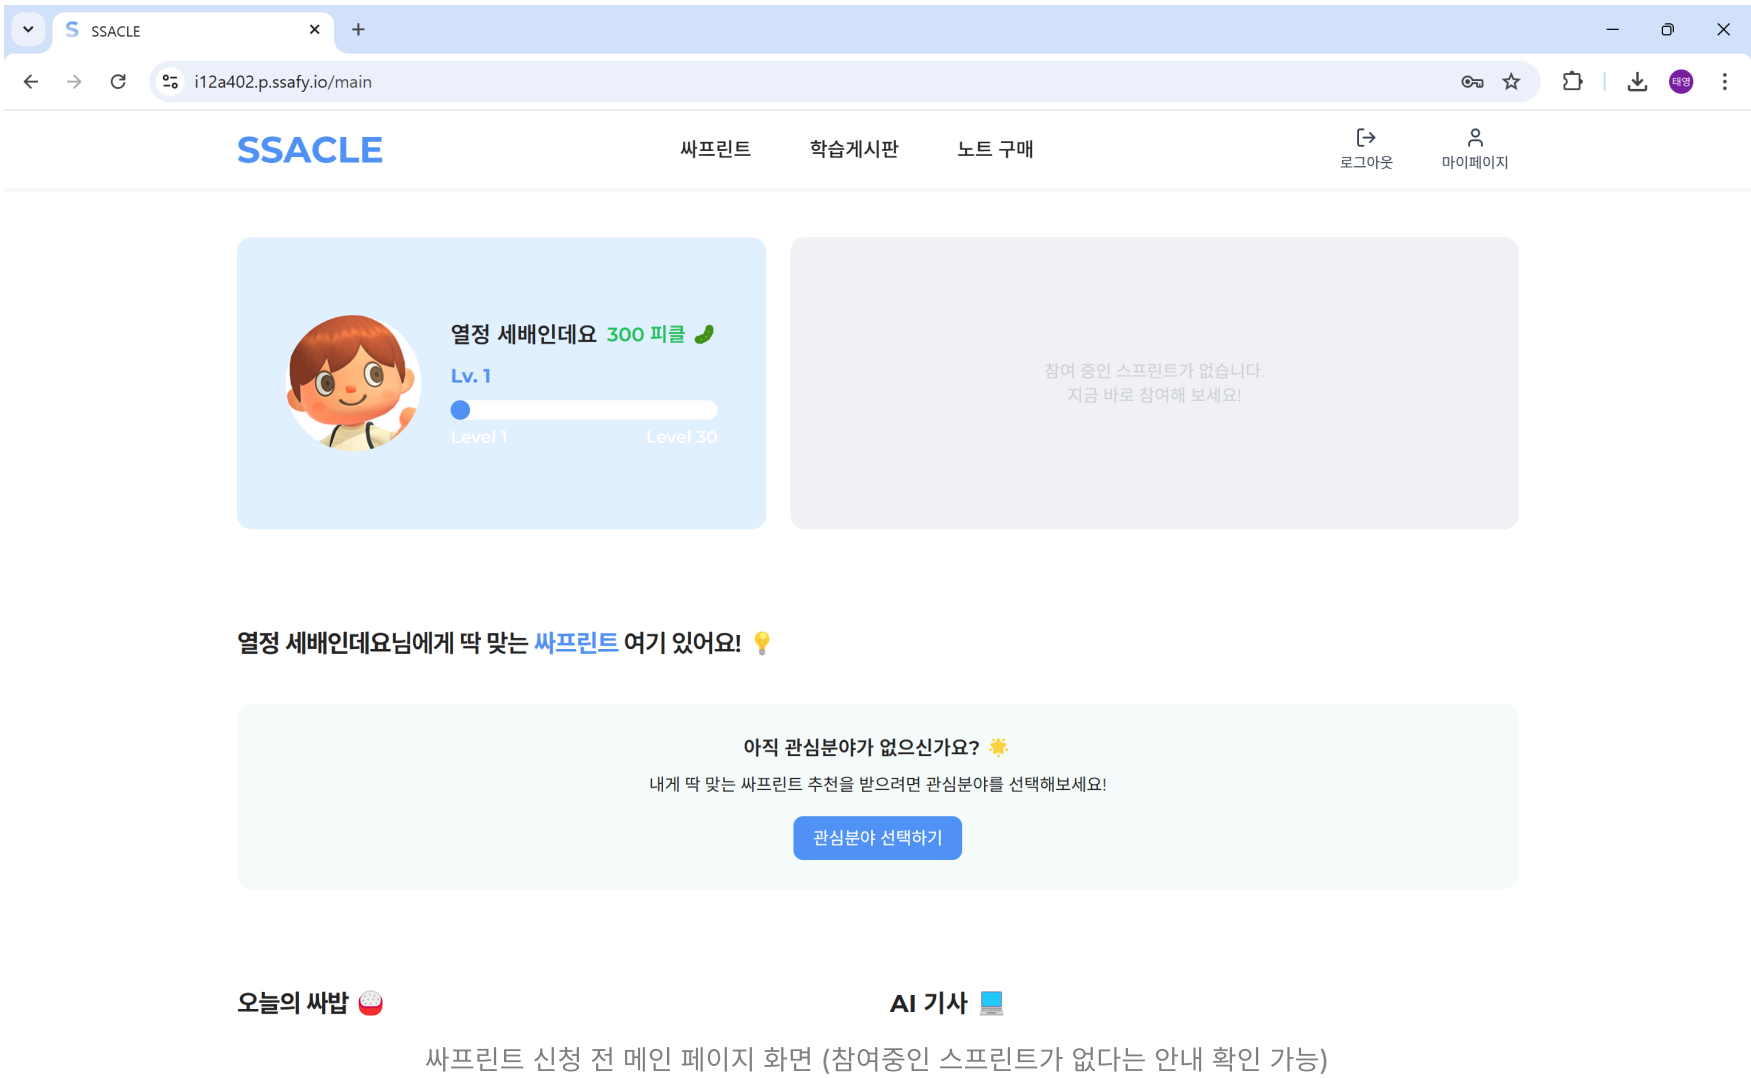 SSACLE
i12a402.p.ssafy.io/main
태영
SSACLE
싸프린트
학습게시판
노트 구매
로그아웃
마이페이지
열정 세배인데요 300 피클
Lv. 1
Level 1
Level 30
참여 중인 스프린트가 없습니다.
지금 바로 참여해 보세요!
열정 세배인데요님에게 딱 맞는 싸프린트 여기 있어요!
아직 관심분야가 없으신가요?
내게 딱 맞는 싸프린트 추천을 받으려면 관심분야를 선택해보세요!
관심분야 선택하기
오늘의 싸밥
AI 기사
싸프린트 신청 전 메인 페이지 화면 (참여중인 스프린트가 없다는 안내 확인 가능)